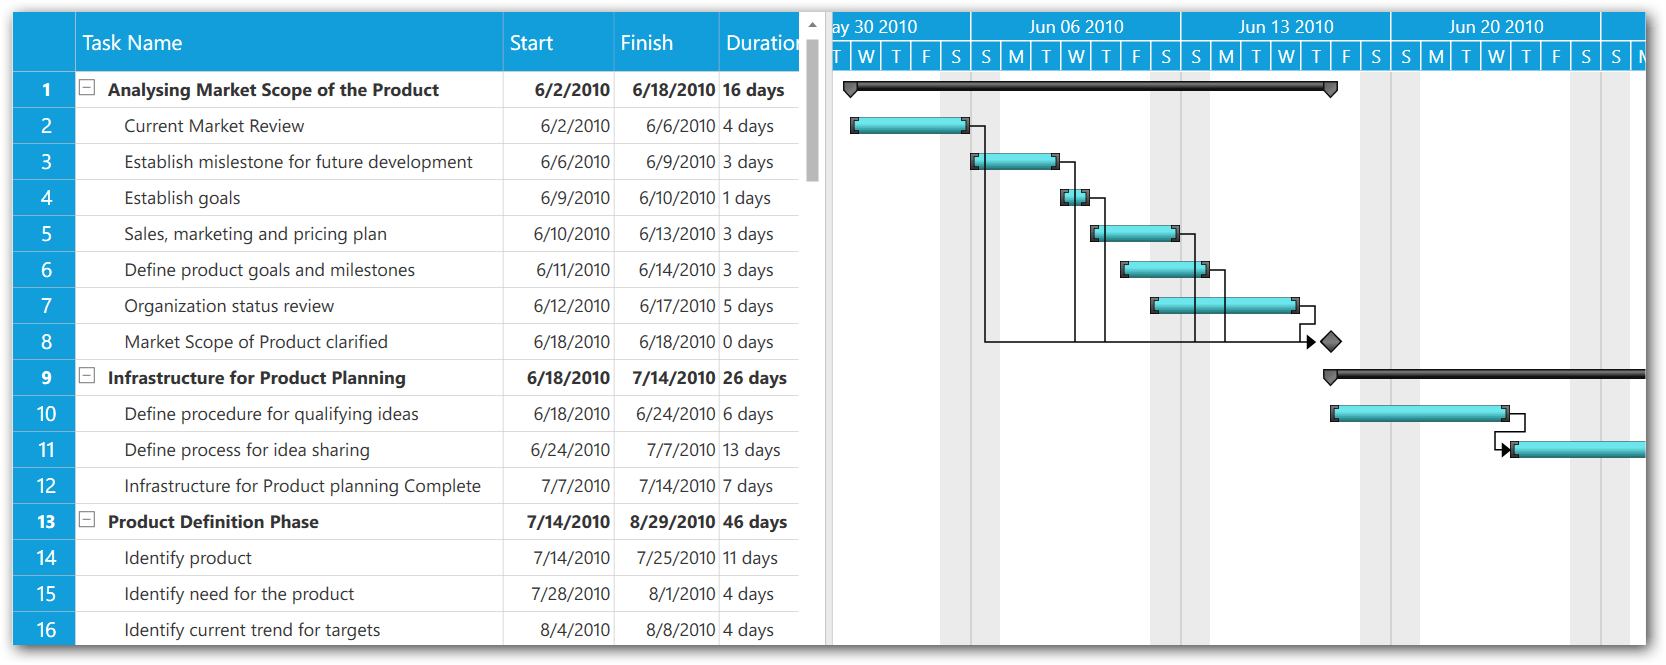 Task Name Start Finish Duration
ay 30 2010 Jun 06 2010 Jun 13 2010 Jun 20 2010
T W T F S S M T W T F S S M T W T F S S M T W T F S S M
1 Analysing Market Scope of the Product 6/2/2010 6/18/2010 16 days
2 Current Market Review 6/2/2010 6/6/2010 4 days
3 Establish mislestone for future development 6/6/2010 6/9/2010 3 days
4 Establish goals 6/9/2010 6/10/2010 1 days
5 Sales, marketing and pricing plan 6/10/2010 6/13/2010 3 days
6 Define product goals and milestones 6/11/2010 6/14/2010 3 days
7 Organization status review 6/12/2010 6/17/2010 5 days
8 Market Scope of Product clarified 6/18/2010 6/18/2010 0 days
9 Infrastructure for Product Planning 6/18/2010 7/14/2010 26 days
10 Define procedure for qualifying ideas 6/18/2010 6/24/2010 6 days
11 Define process for idea sharing 6/24/2010 7/7/2010 13 days
12 Infrastructure for Product planning Complete 7/7/2010 7/14/2010 7 days
13 Product Definition Phase 7/14/2010 8/29/2010 46 days
14 Identify product 7/14/2010 7/25/2010 11 days
15 Identify need for the product 7/28/2010 8/1/2010 4 days
16 Identify current trend for targets 8/4/2010 8/8/2010 4 days